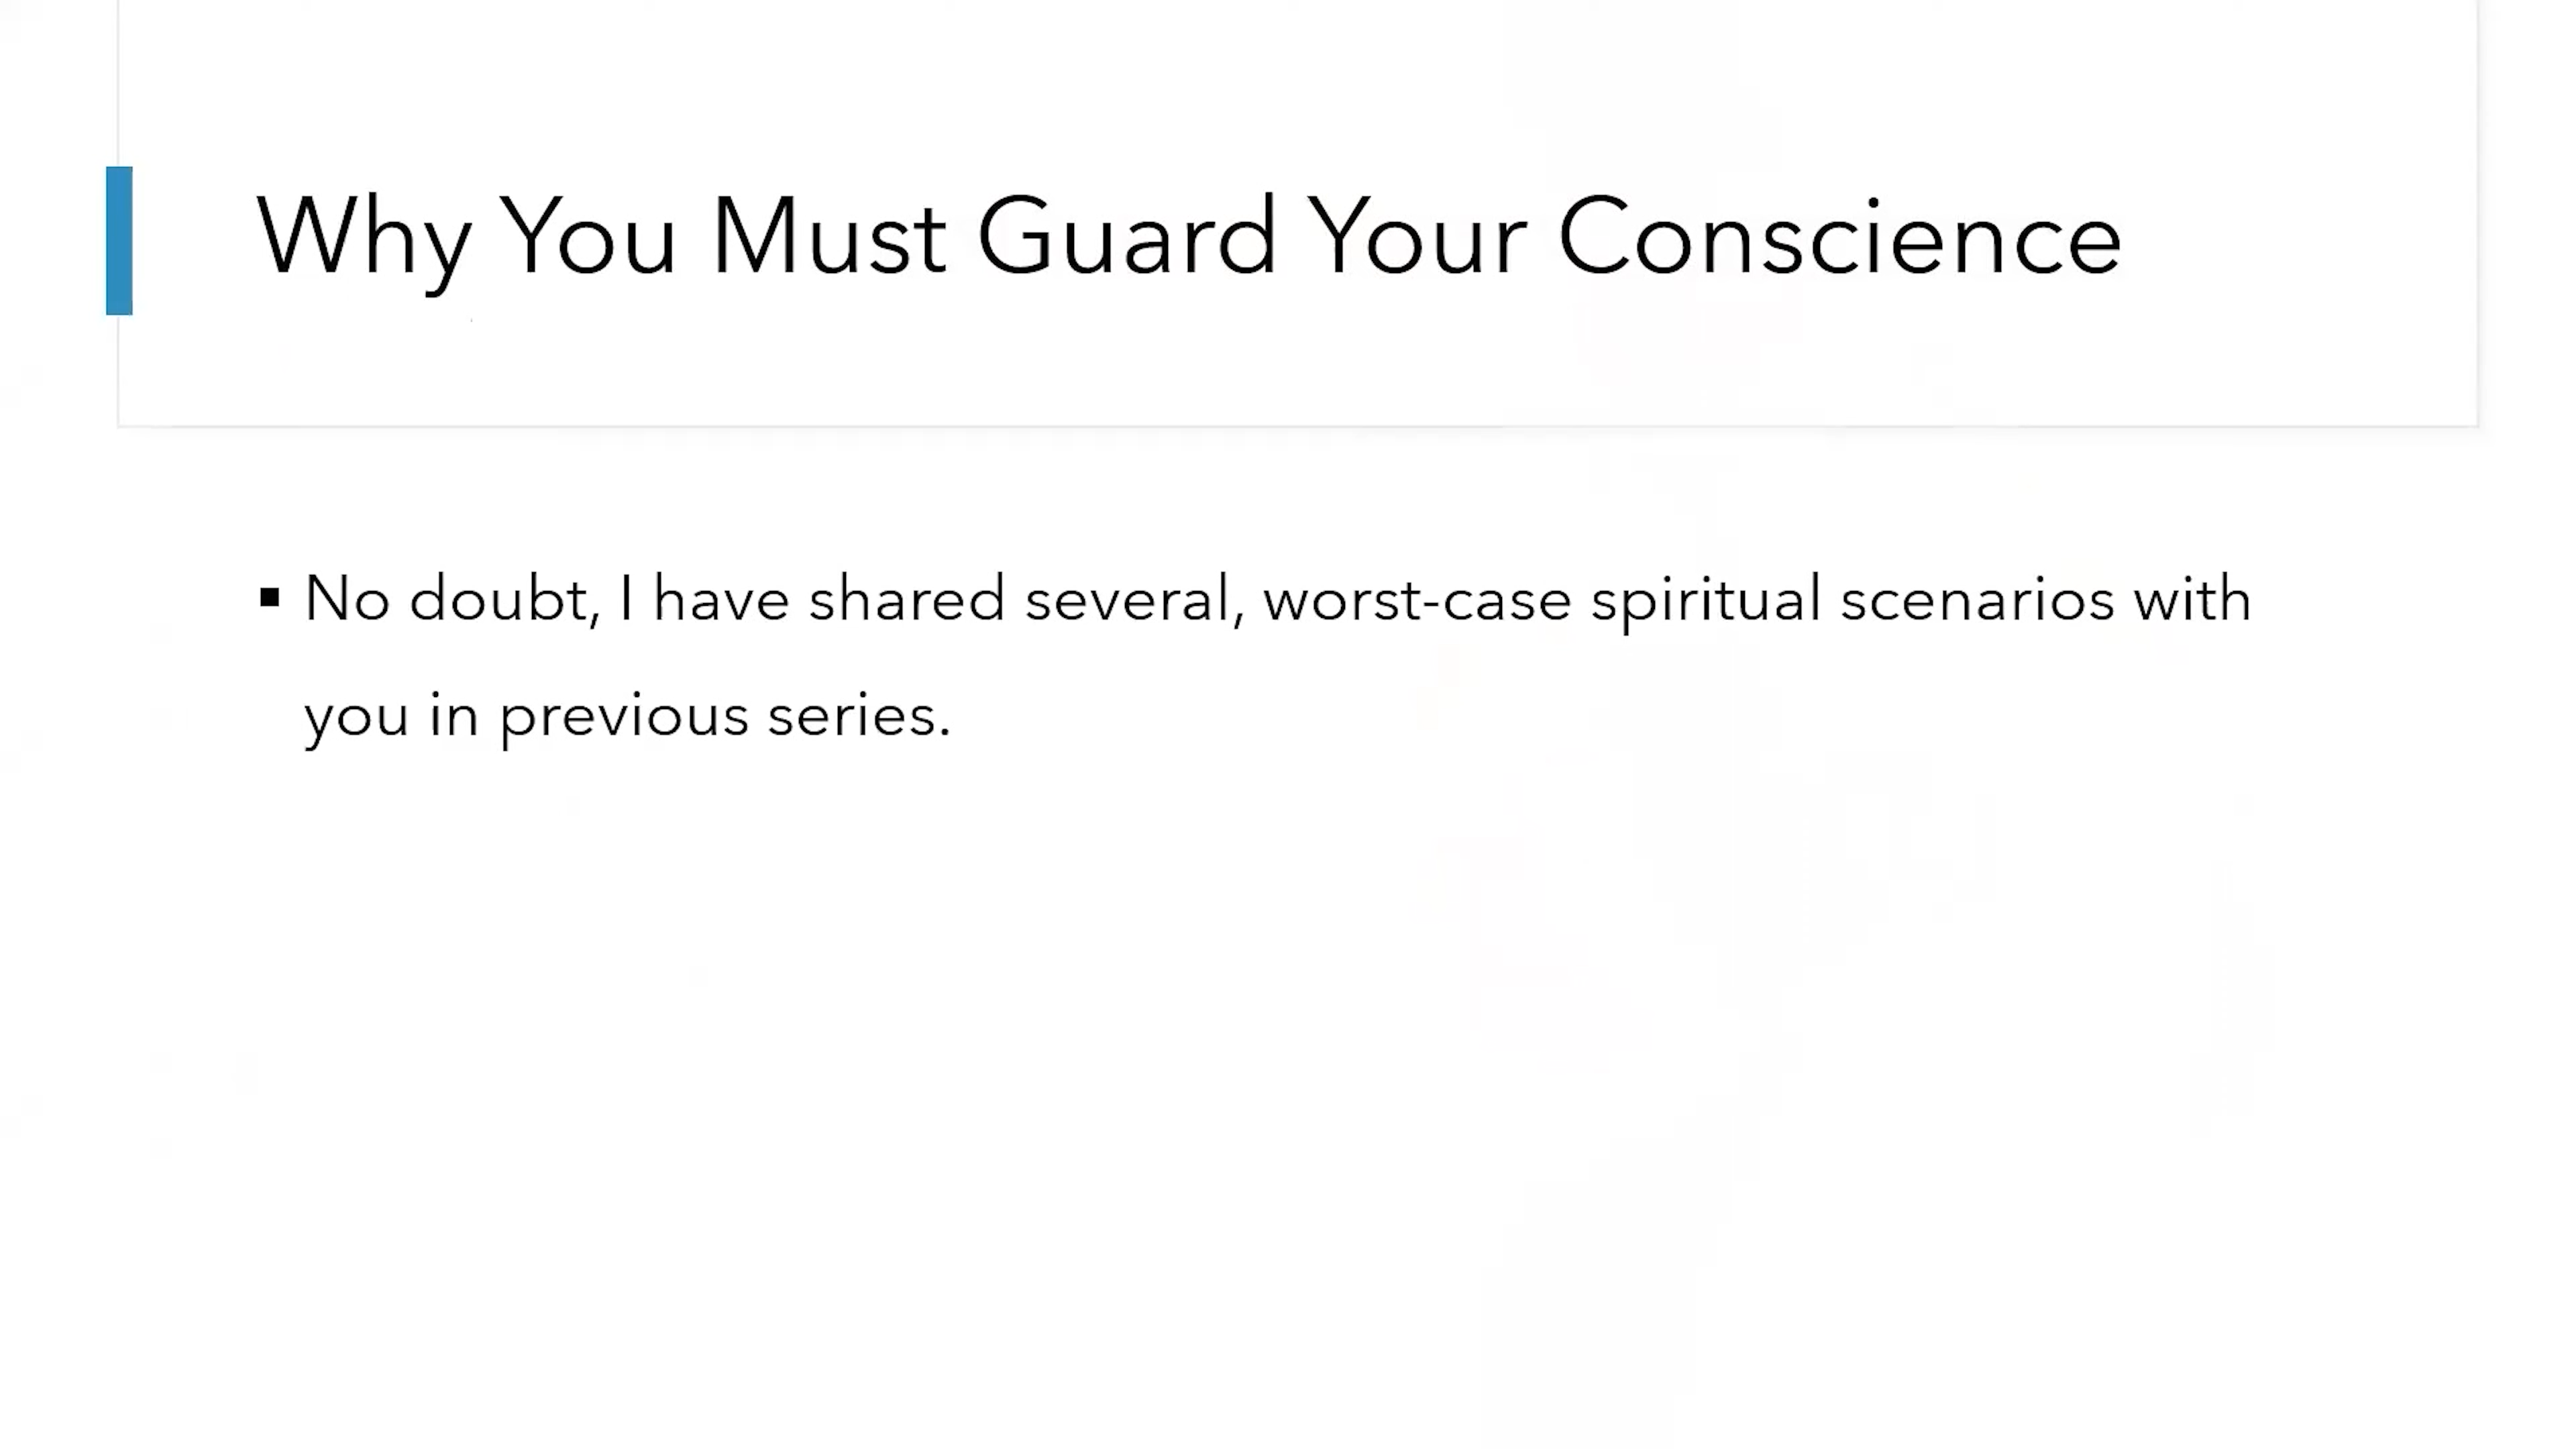 Why You Must Guard Your Conscience
▪ No doubt, I have shared several, worst-case spiritual scenarios with
you in previous series.